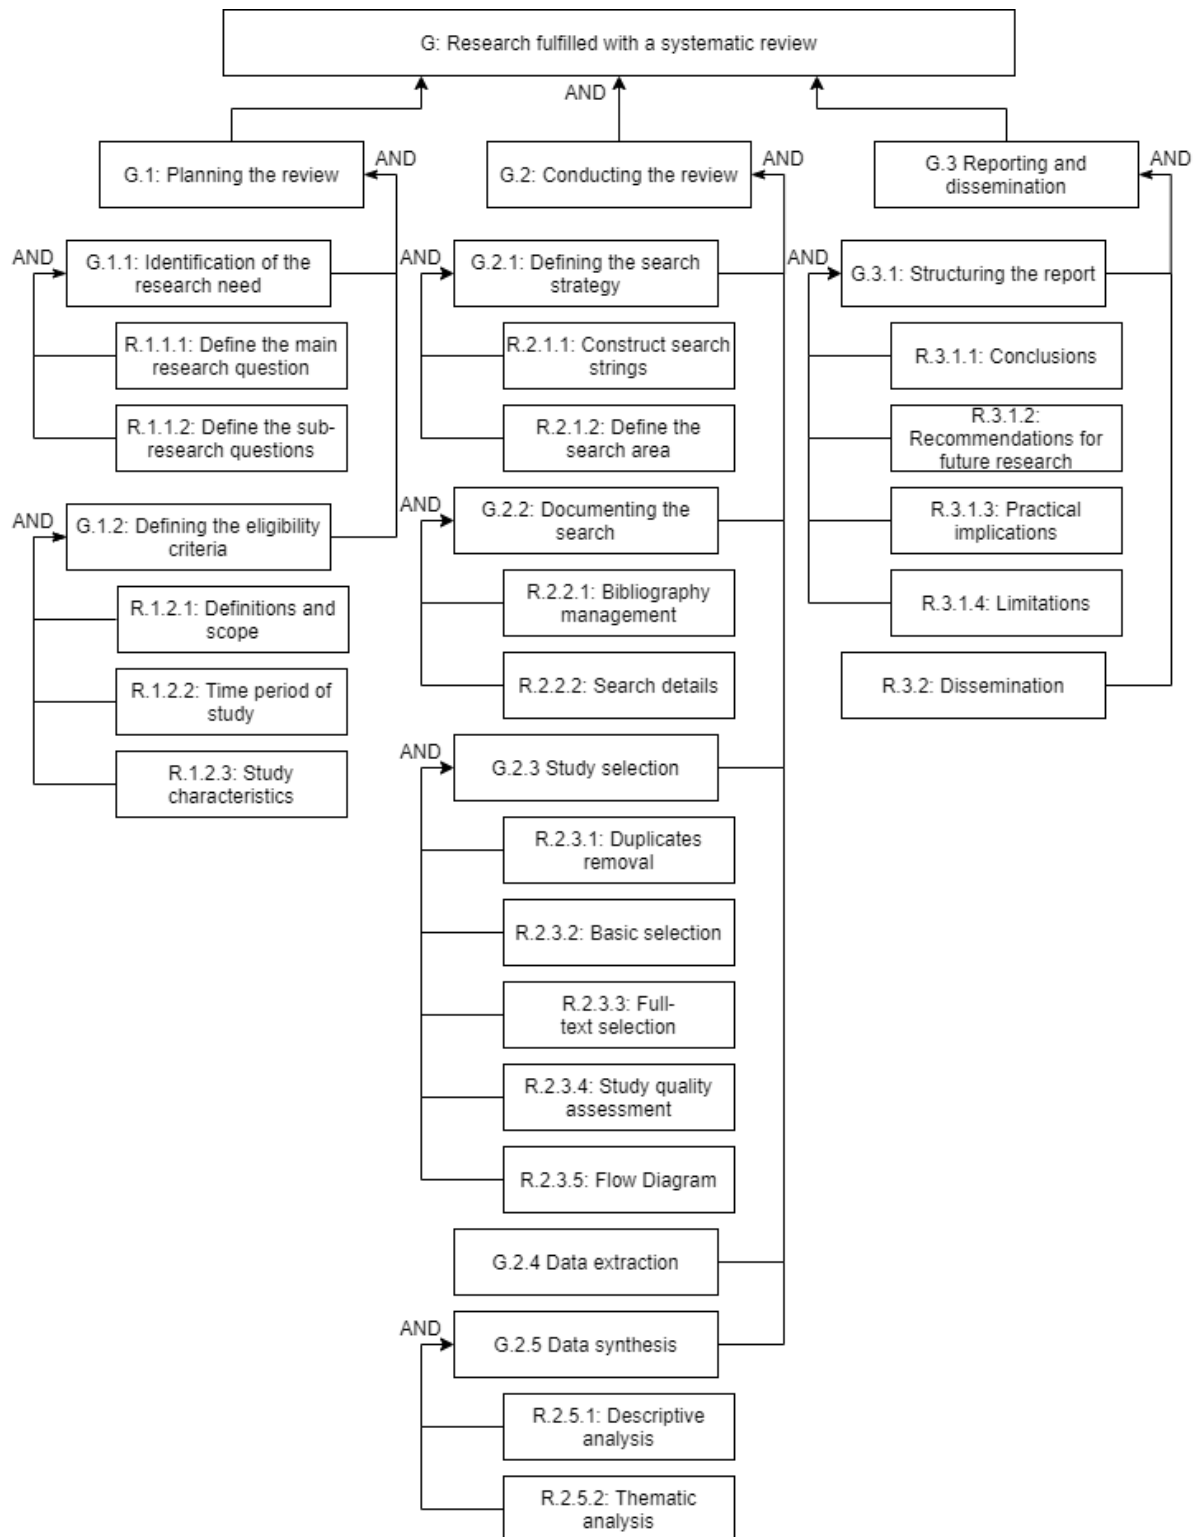 G: Research fulfilled with a systematic review
AND
G.1: Planning the review
AND
G.1.1: Identification of the
research need
AND
R.1.1.1: Define the main
research question
R.1.1.2: Define the sub-
research questions
AND
G.1.2: Defining the eligibility
criteria
R.1.2.1: Definitions and
scope
R.1.2.2: Time period of
study
R.1.2.3: Study
characteristics
G.2: Conducting the review
AND
AND
G.2.1: Defining the search
strategy
R.2.1.1: Construct search
strings
R.2.1.2: Define the
search area
AND
G.2.2: Documenting the
search
R.2.2.1: Bibliography
management
R.2.2.2: Search details
AND
G.2.3 Study selection
R.2.3.1: Duplicates
removal
R.2.3.2: Basic selection
R.2.3.3: Full-
text selection
R.2.3.4: Study quality
assessment
R.2.3.5: Flow Diagram
G.2.4 Data extraction
AND
G.2.5 Data synthesis
R.2.5.1: Descriptive
analysis
R.2.5.2: Thematic
analysis
G.3 Reporting and
dissemination
AND
AND
G.3.1: Structuring the report
R.3.1.1: Conclusions
R.3.1.2:
Recommendations for
future research
R.3.1.3: Practical
implications
R.3.1.4: Limitations
R.3.2: Dissemination